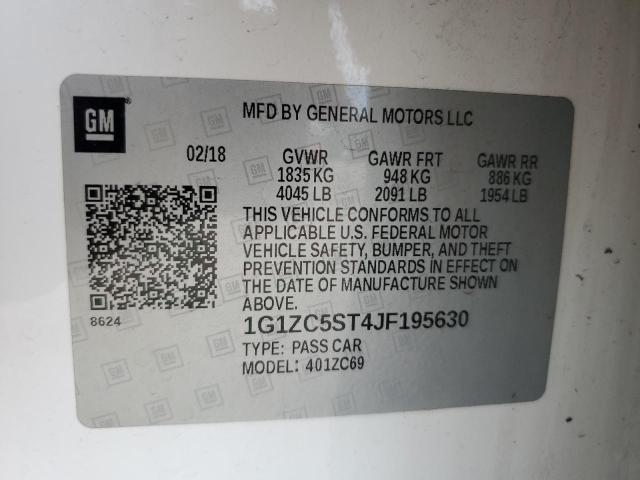 GM
MFD BY GENERAL MOTORS LLC
02/18 GVWR GAWR FRT GAWR RR
1835 KG 948 KG 886 KG
4045 LB 2091 LB 1954 LB
THIS VEHICLE CONFORMS TO ALL
APPLICABLE U.S. FEDERAL MOTOR
VEHICLE SAFETY, BUMPER, AND THEFT
PREVENTION STANDARDS IN EFFECT ON
THE DATE OF MANUFACTURE SHOWN
ABOVE.
8624
1G1ZC5ST4JF195630
TYPE: PASS CAR
MODEL: 401ZC69